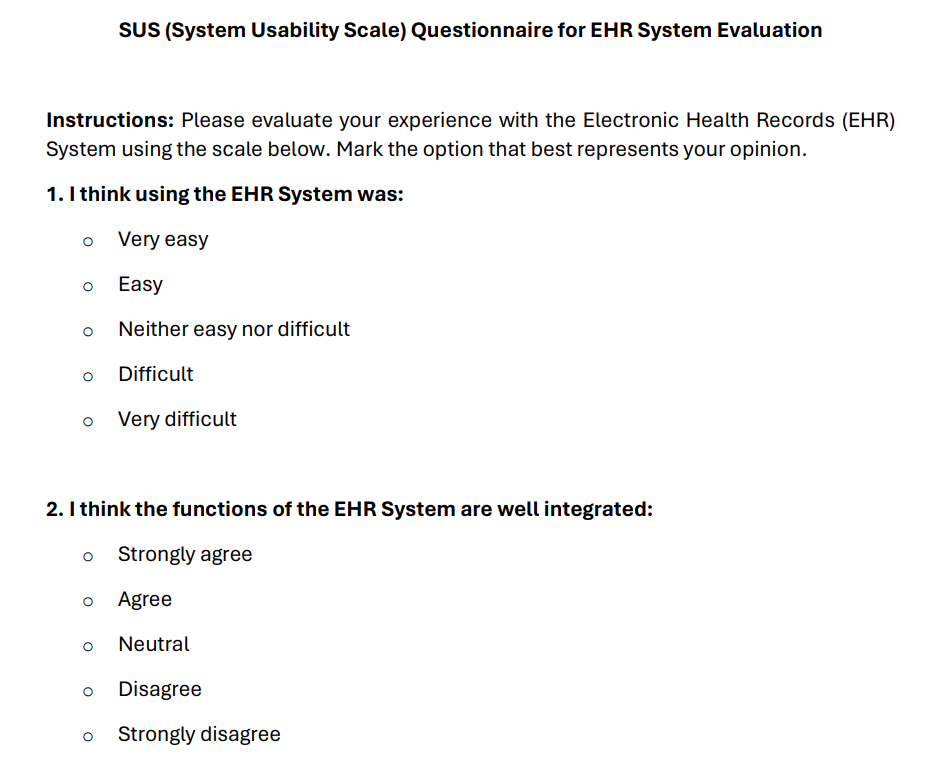 SUS (System Usability Scale) Questionnaire for EHR System Evaluation
Instructions: Please evaluate your experience with the Electronic Health Records (EHR)
System using the scale below. Mark the option that best represents your opinion.
1. I think using the EHR System was:
o Very easy
o Easy
o Neither easy nor difficult
o Difficult
o Very difficult
2. I think the functions of the EHR System are well integrated:
o Strongly agree
o Agree
o Neutral
o Disagree
o Strongly disagree